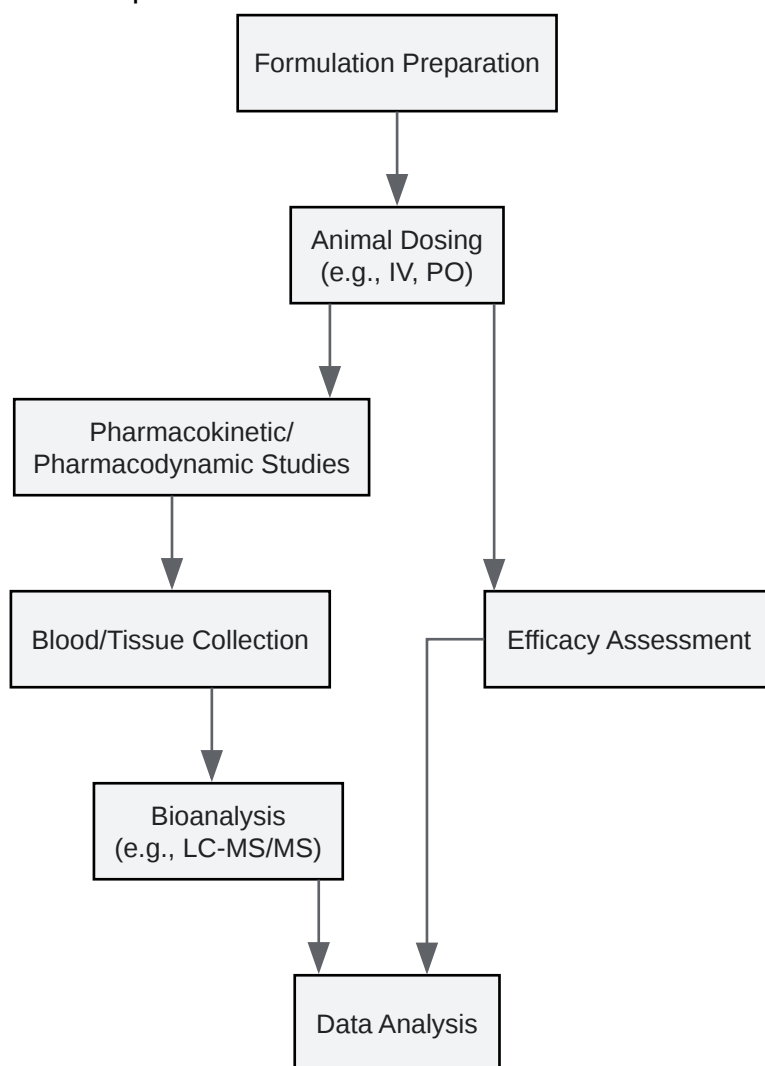 Formulation Preparation
Animal Dosing
(e.g., IV, PO)
Pharmacokinetic/
Pharmacodynamic Studies
Blood/Tissue Collection
Efficacy Assessment
Bioanalysis
(e.g., LC-MS/MS)
Data Analysis